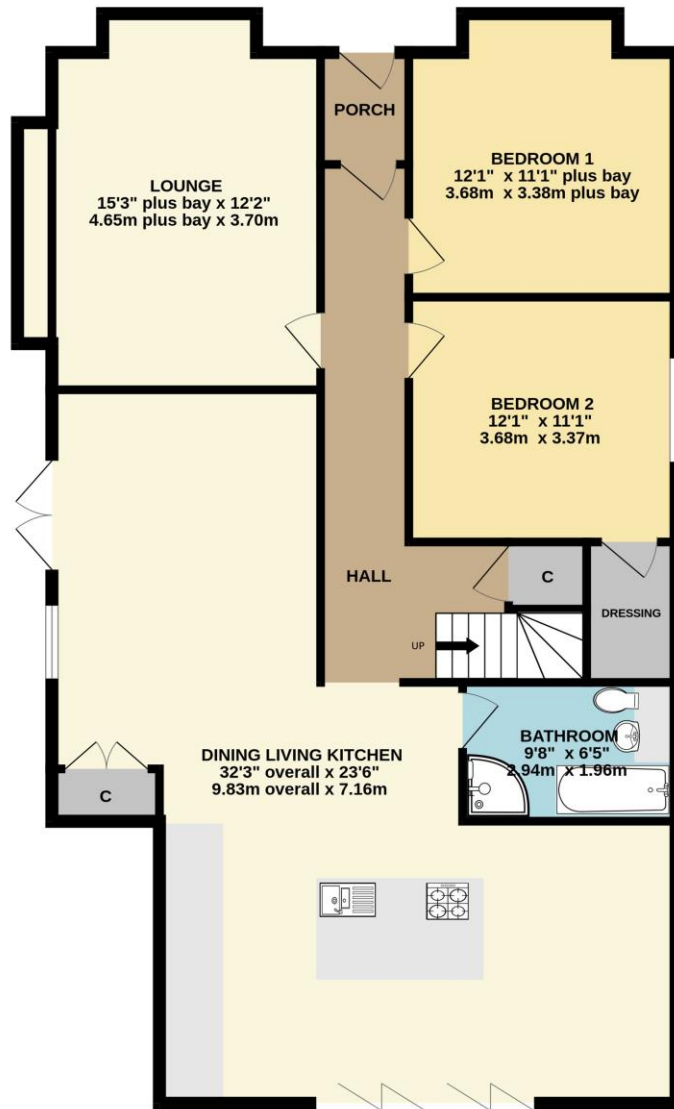 PORCH
LOUNGE
15'3" plus bay x 12'2"
4.65m plus bay x 3.70m
BEDROOM 1
12'1" x 11'1" plus bay
3.68m x 3.38m plus bay
BEDROOM 2
12'1" x 11'1"
3.68m x 3.37m
HALL
C
DRESSING
UP
BATHROOM
9'8" x 6'5"
2.94m x 1.96m
DINING LIVING KITCHEN
32'3" overall x 23'6"
9.83m overall x 7.16m
C